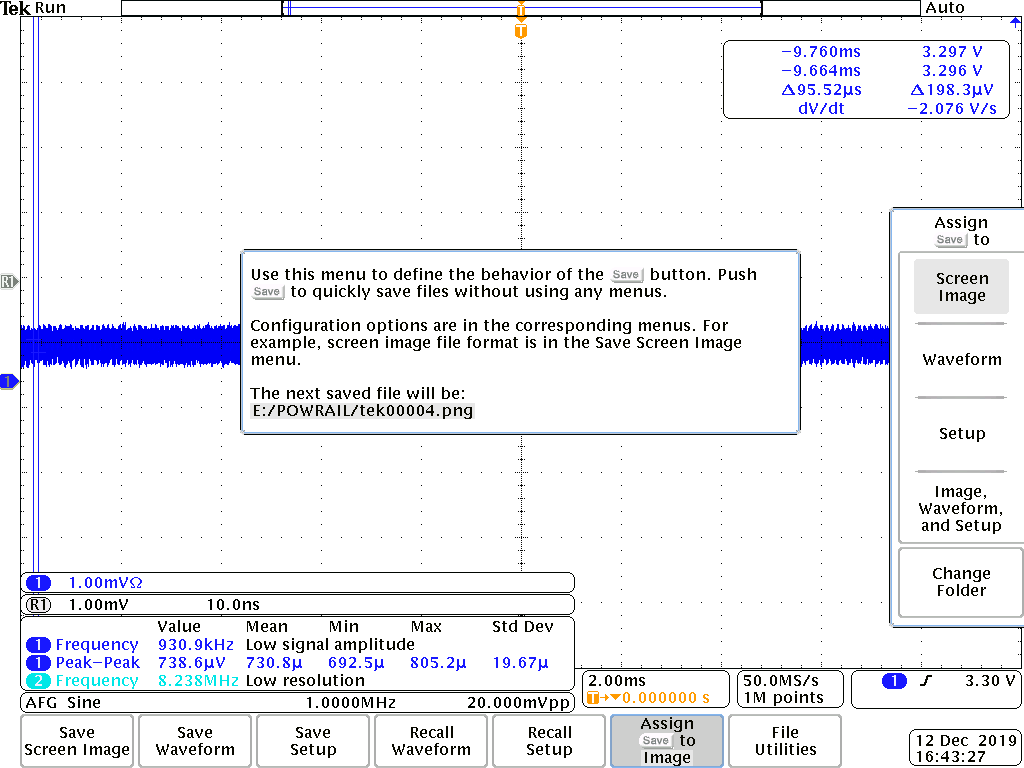 Tek Run
Auto
T
T
−9.760ms 3.297 V
−9.664ms 3.296 V
Δ95.52µs Δ198.3µV
dV/dt −2.076 V/s
Assign
Save to
Screen
Image
Waveform
Setup
Image,
Waveform,
and Setup
Change
Folder
R1
1
Use this menu to define the behavior of the Save button. Push
Save to quickly save files without using any menus.
Configuration options are in the corresponding menus. For
example, screen image file format is in the Save Screen Image
menu.
The next saved file will be:
E:/POWRAIL/tek00004.png
1 1.00mVΩ
R1 1.00mV 10.0ns
Value Mean Min Max Std Dev
1 Frequency 930.9kHz Low signal amplitude
1 Peak−Peak 738.6µV 730.8µ 692.5µ 805.2µ 19.67µ
2 Frequency 8.238MHz Low resolution
AFG Sine 1.0000MHz 20.000mVpp
2.00ms
T→▼0.000000 s
50.0MS/s
1M points
1 3.30 V
Save
Screen Image
Save
Waveform
Save
Setup
Recall
Waveform
Recall
Setup
Assign
Save to
Image
File
Utilities
12 Dec 2019
16:43:27